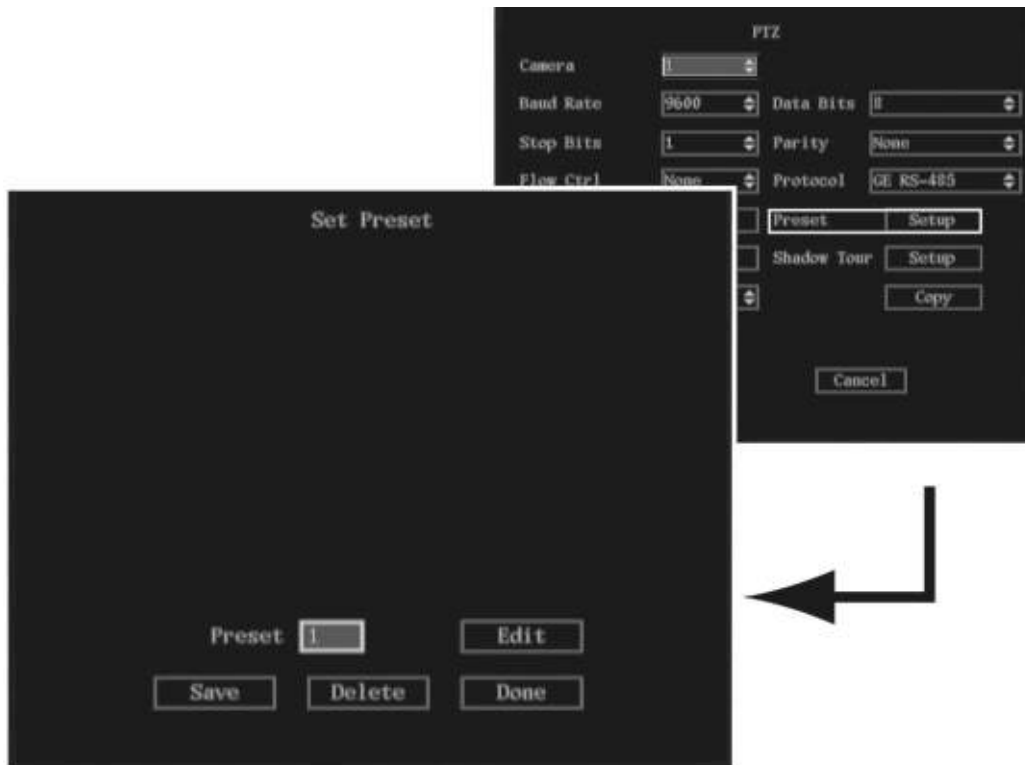 PTZ
Camera 1
Baud Rate 9600 Data Bits 8
Stop Bits 1 Parity None
Flow Ctrl None Protocol GE RS-485
Preset Setup
Shadow Tour Setup
Copy
Cancel
Set Preset
Preset 1 Edit
Save Delete Done